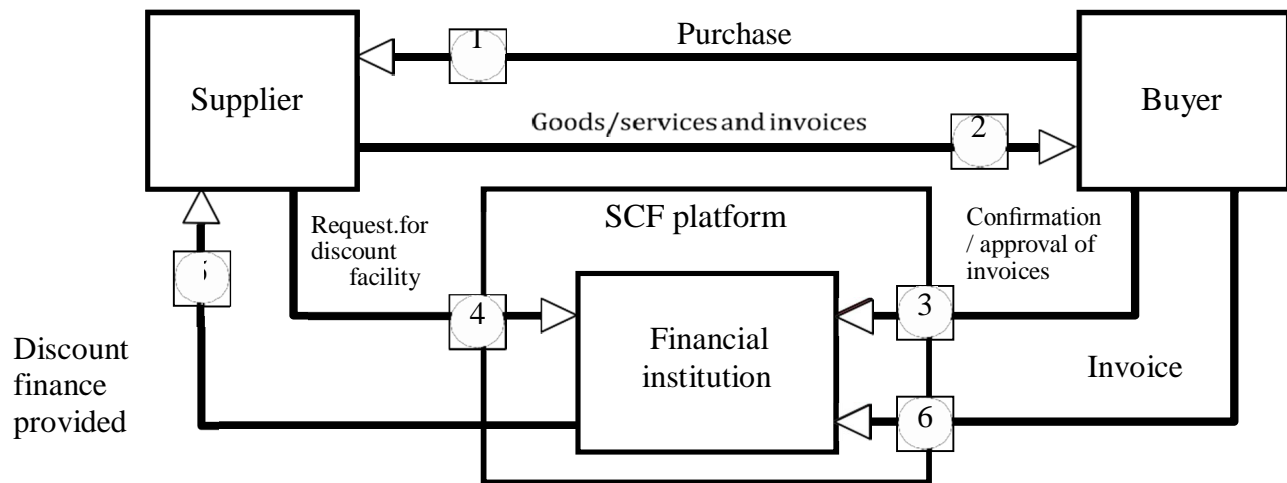 1
Purchase
Supplier
Buyer
Goods/services and invoices
2
Request.for
discount
facility
SCF platform
Confirmation
/ approval of
invoices
4
3
Financial
institution
Discount
finance
provided
Invoice
6